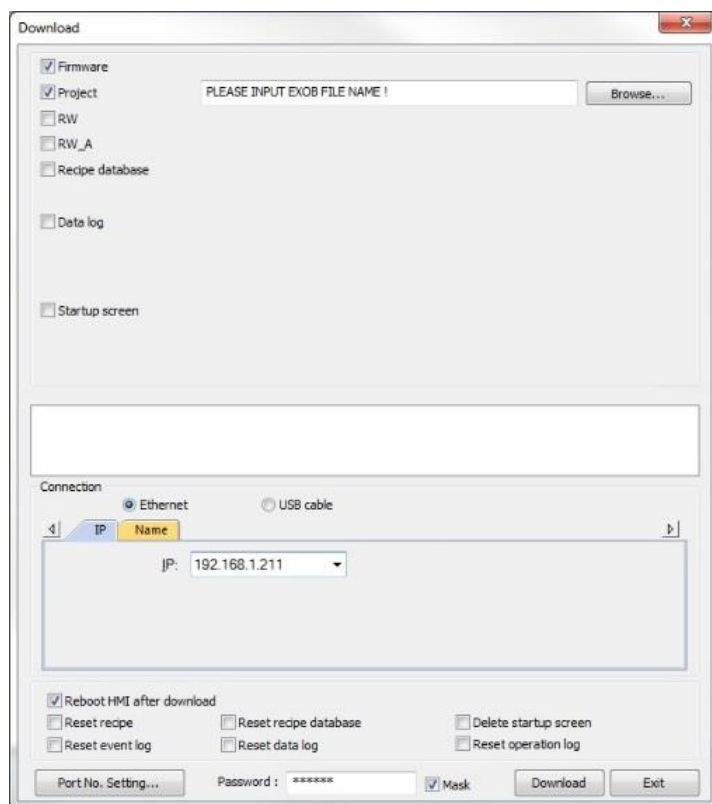 Download
Firmware
Project PLEASE INPUT EXOB FILE NAME ! Browse...
RW
RW_A
Recipe database
Data log
Startup screen
Connection
Ethernet USB cable
IP Name
IP: 192.168.1.211
Reboot HMI after download
Reset recipe Reset recipe database Delete startup screen
Reset event log Reset data log Reset operation log
Port No. Setting... Password : ****** Mask Download Exit